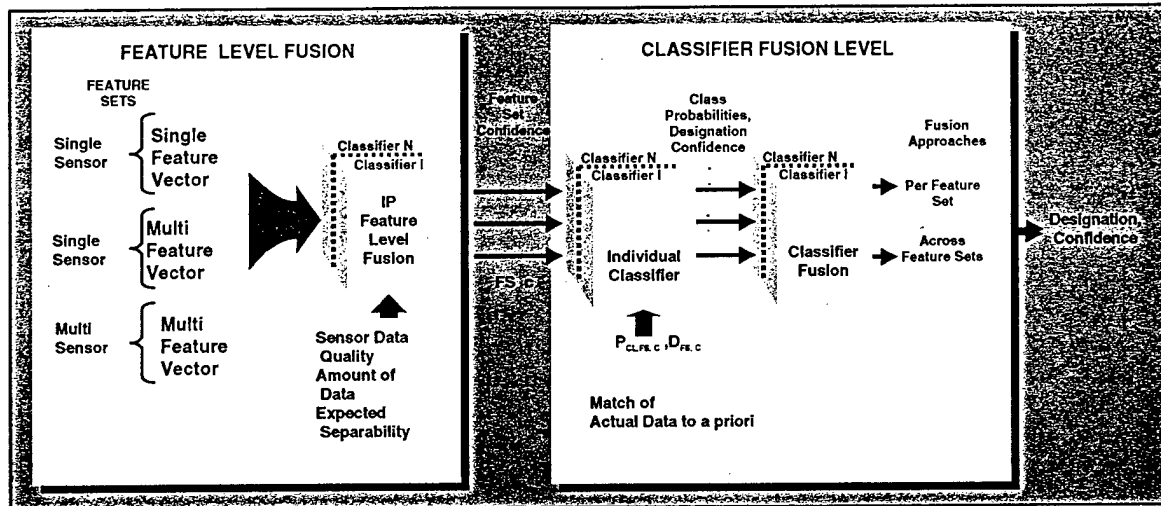 FEATURE LEVEL FUSION
FEATURE
SETS
Single
Sensor
Single
Feature
Vector
Single
Sensor
Multi
Feature
Vector
Multi
Sensor
Multi
Feature
Vector
Classifier N
Classifier I
IP
Feature
Level
Fusion
Sensor Data
Quality
Amount of
Data
Expected
Separability
Feature
Set
Confidence
CLASSIFIER FUSION LEVEL
Classifier N
Classifier I
Individual
Classifier
P CL,FS, C ,D FS, C
Match of
Actual Data to a priori
Class
Probabilities,
Designation
Confidence
Classifier N
Classifier I
Classifier
Fusion
Fusion
Approaches
Per Feature
Set
Across
Feature Sets
Designation,
Confidence